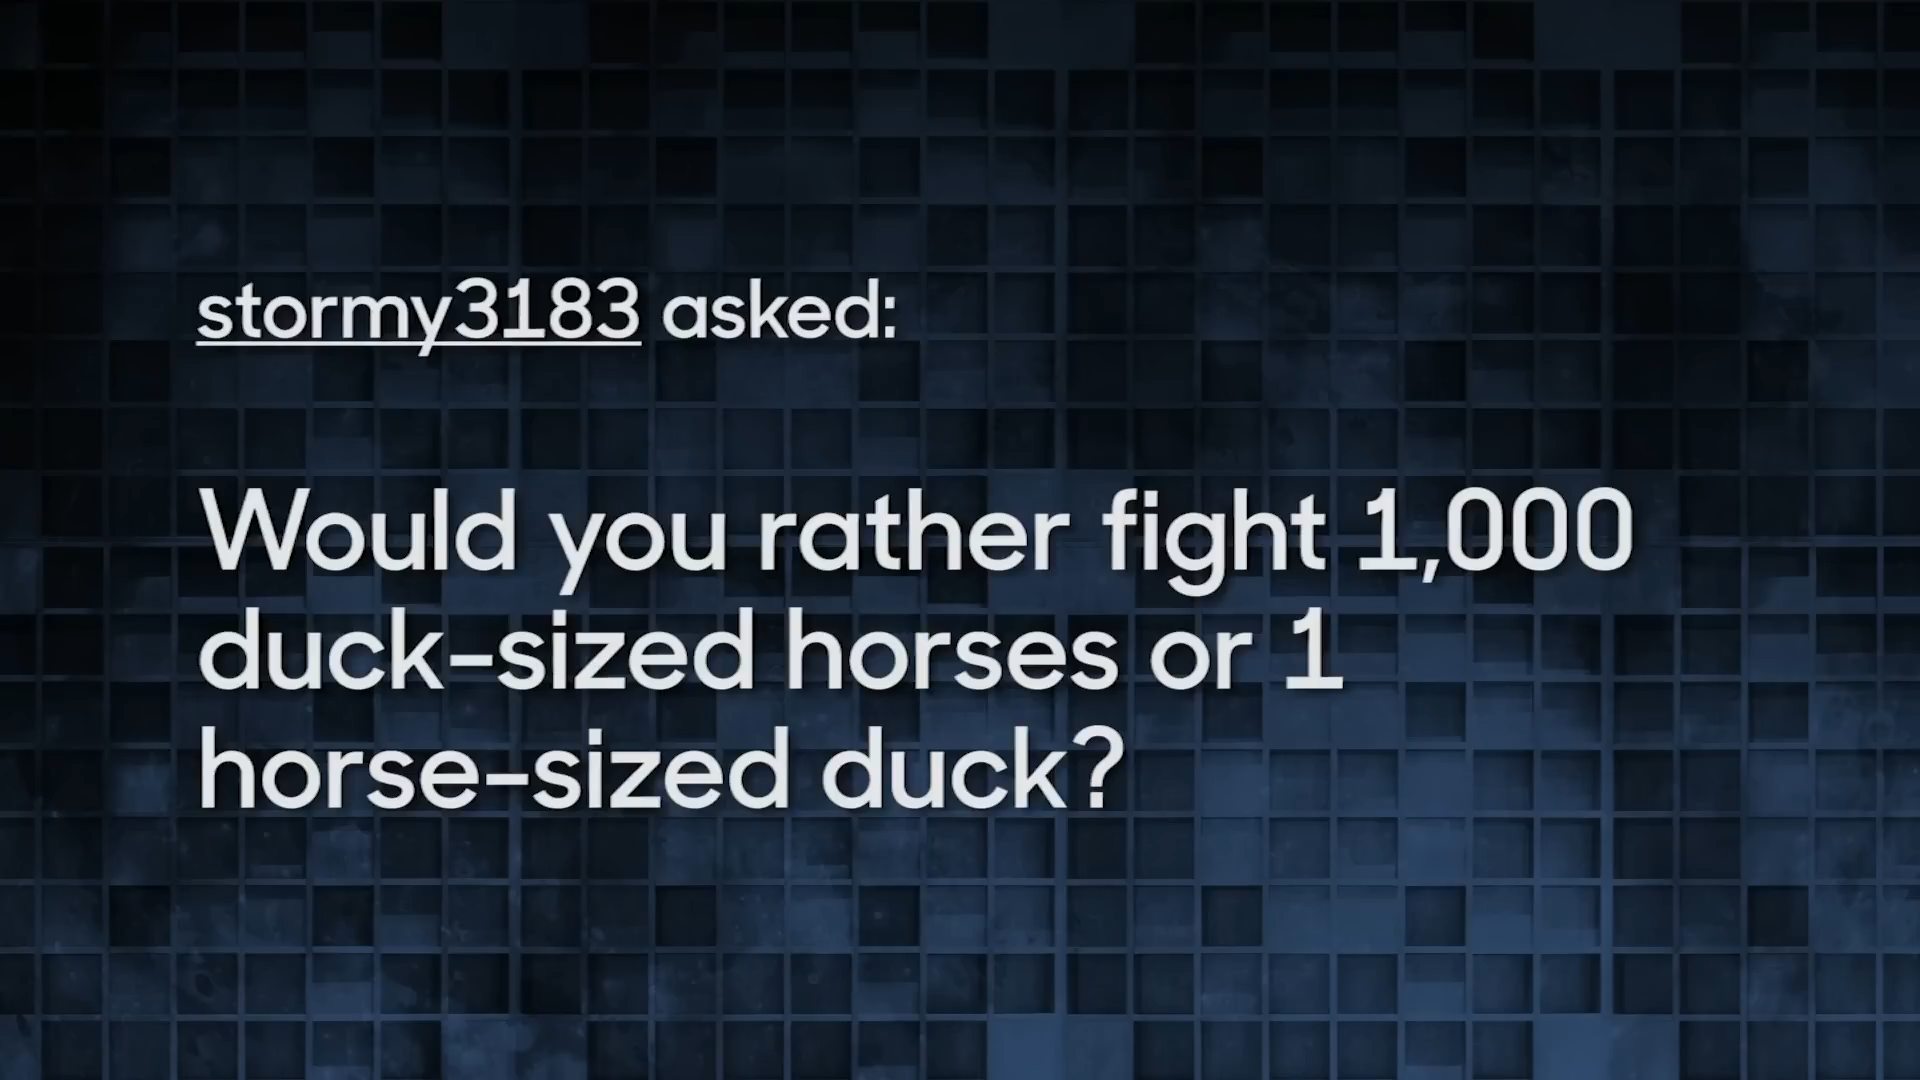 stormy3183 asked:
Would you rather fight 1,000
duck-sized horses or 1
horse-sized duck?